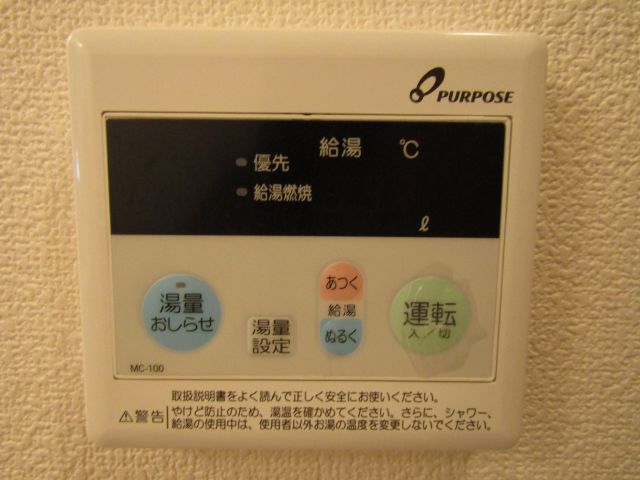 PURPOSE
給湯 ℃
優先
給湯燃焼
ℓ
湯量
おしらせ
湯量
設定
あつく
給湯
ぬるく
運転
入／切
MC-100
取扱説明書をよく読んで正しく安全にお使いください。
⚠警告
やけど防止のため、湯温を確かめてください。さらに、シャワー、
給湯の使用中は、使用者以外お湯の温度を変更しないでください。